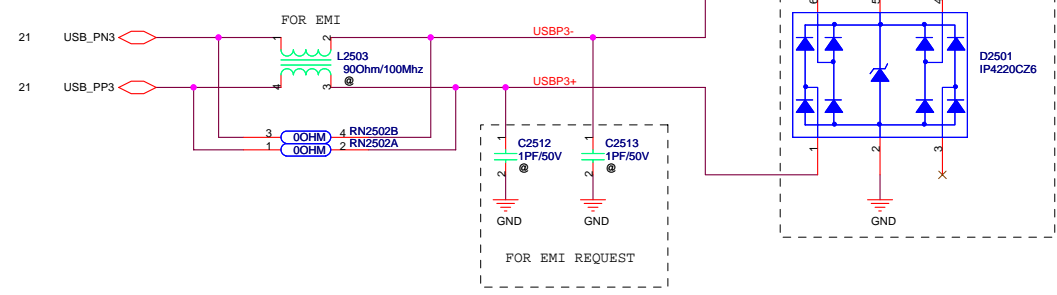 FOR EMI
21 USB_PN3 1 2 USBP3-
L2503
90Ohm/100Mhz
@
21 USB_PP3 4 3 USBP3+
3 0OHM 4 RN2502B
1 0OHM 2 RN2502A
1 C2512
1PF/50V
@
2
GND
1 C2513
1PF/50V
@
2
GND
FOR EMI REQUEST
6 5 4
D2501
IP4220CZ6
1 2 3
GND